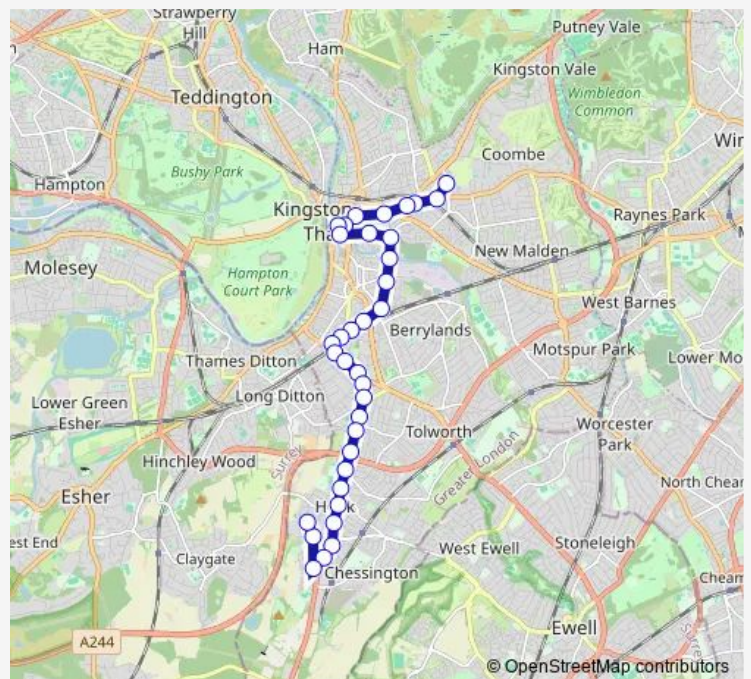 Strawberry
Hill
Putney Vale
Ham
Kingston Vale
Teddington
Wimbledon
Common
Coombe
Bushy Park
Hampton
Kingston
Raynes Park
Tha
New Malden
Molesey
Hampton
Court Park
West Barnes
Berrylands
Motspur Park
Thames Ditton
Lower Mo
Long Ditton
Lower Green
Esher
Tolworth
Worcester
Park
Surrey
Hinchley Wood
Greater London
North Chear
Esher
H k
est End
West Ewell
Stoneleigh
Claygate
Chessington
Cheam
Ewell
Surrey
A244
© OpenStreetMap contributors